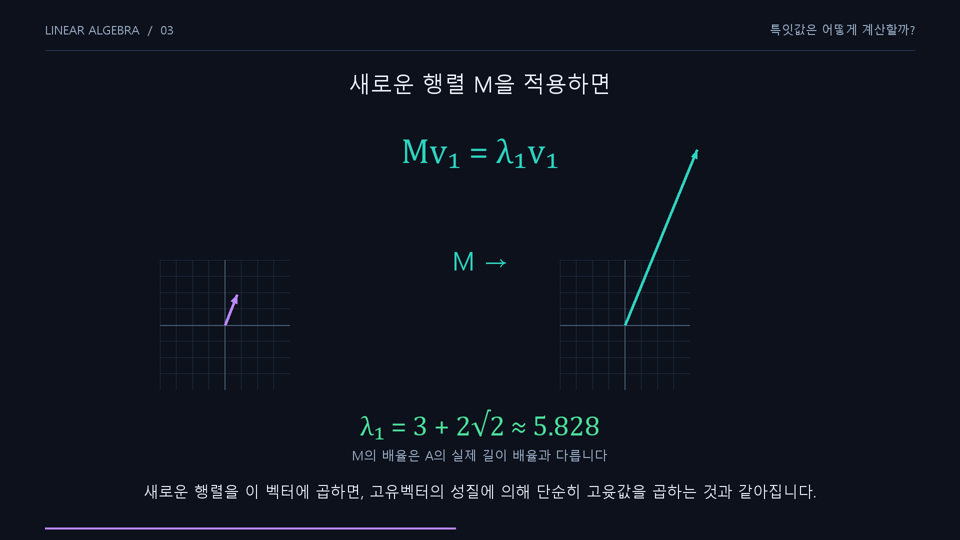 LINEAR ALGEBRA / 03
특잇값은 어떻게 계산할까?
새로운 행렬 M을 적용하면
Mv₁ = λ₁v₁
M →
λ₁ = 3 + 2√2 ≈ 5.828
M의 배율은 A의 실제 길이 배율과 다릅니다
새로운 행렬을 이 벡터에 곱하면, 고유벡터의 성질에 의해 단순히 고윳값을 곱하는 것과 같아집니다.